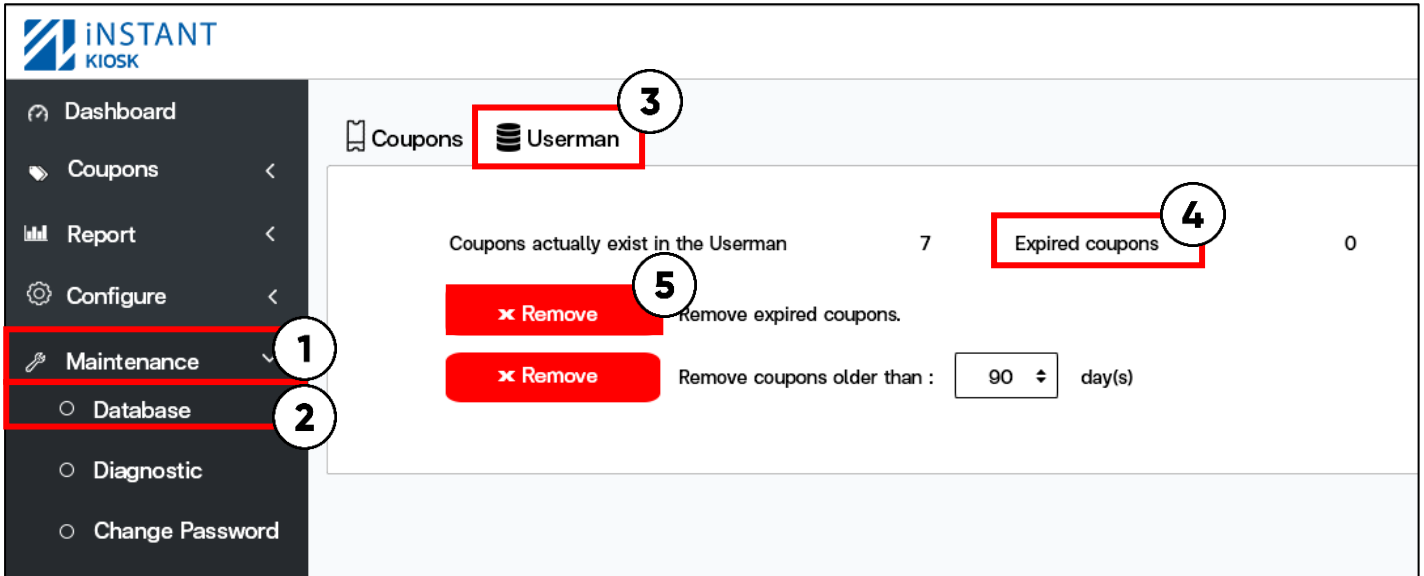 iNSTANT
KIOSK
Dashboard
Coupons
Report
Configure
Maintenance
1
Database
2
Diagnostic
Change Password
Coupons Userman
3
Coupons actually exist in the Userman 7 Expired coupons 0
4
5
× Remove Remove expired coupons.
× Remove Remove coupons older than : 90 day(s)